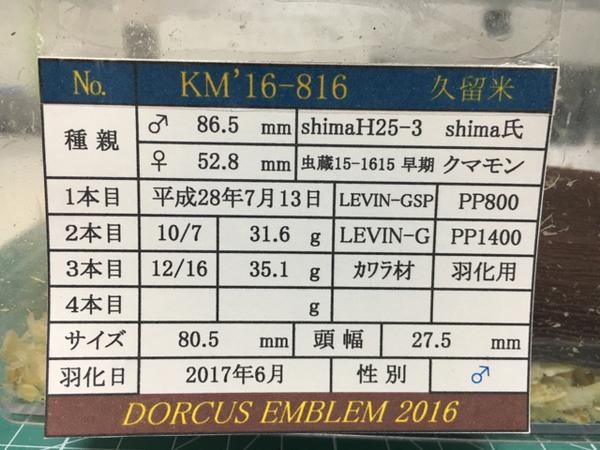 No. KM'16-816 久留米
種親 ♂ 86.5 mm shimaH25-3 shima氏
♀ 52.8 mm 虫蔵15-1615 早期 クマモン
1本目 平成28年7月13日 LEVIN-GSP PP800
2本目 10/7 31.6 g LEVIN-G PP1400
3本目 12/16 35.1 g カワラ材 羽化用
4本目 g
サイズ 80.5 mm 頭幅 27.5 mm
羽化日 2017年6月 性別 ♂
DORCUS EMBLEM 2016